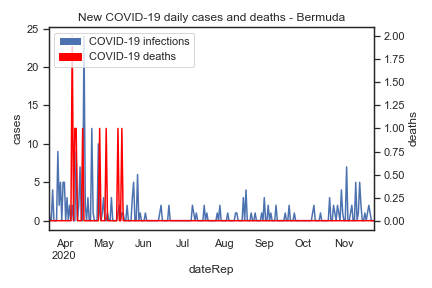 New COVID-19 daily cases and deaths - Bermuda
COVID-19 infections
COVID-19 deaths
25
20
15
10
5
0
cases
2.00
1.75
1.50
1.25
1.00
0.75
0.50
0.25
0.00
deaths
Apr May Jun Jul Aug Sep Oct Nov
2020
dateRep